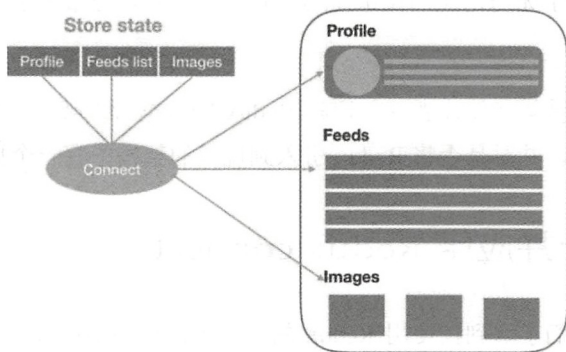 Store state
Profile
Feeds list
Images
Connect
Profile
Feeds
Images